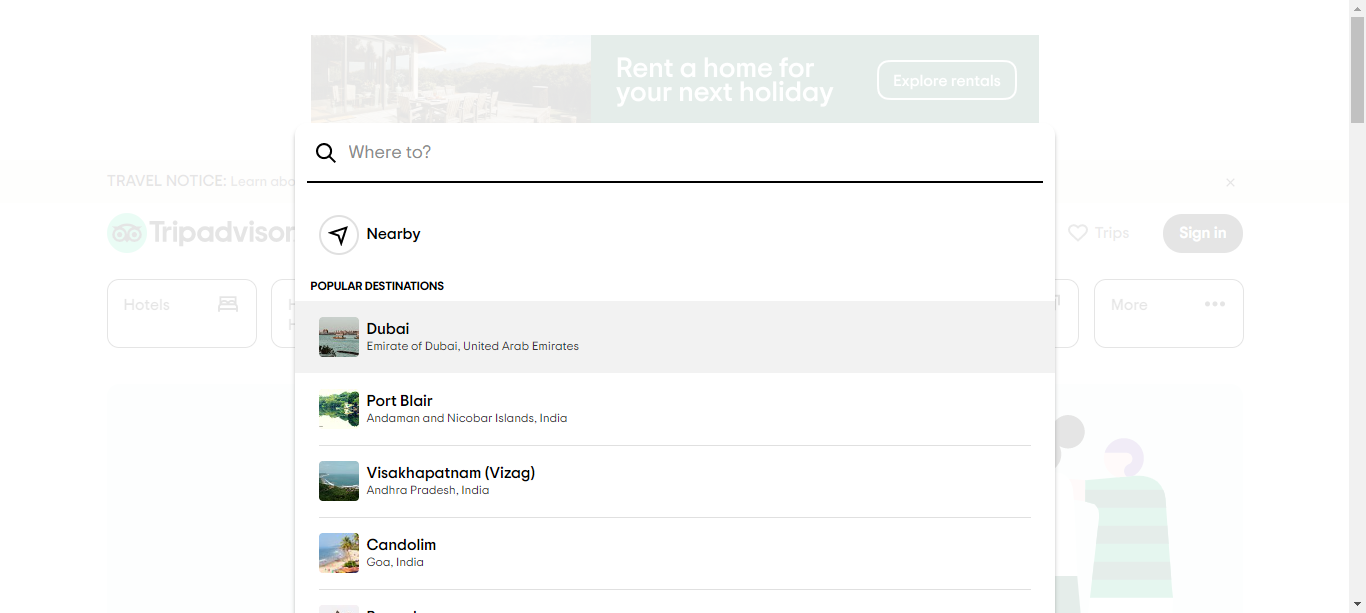 Rent a home for
your next holiday
Explore rentals
Where to?
TRAVEL NOTICE: Learn abo
Tripadvisor
Nearby
Trips
Sign in
POPULAR DESTINATIONS
Hotels
More
Dubai
Emirate of Dubai, United Arab Emirates
Port Blair
Andaman and Nicobar Islands, India
Visakhapatnam (Vizag)
Andhra Pradesh, India
Candolim
Goa, India